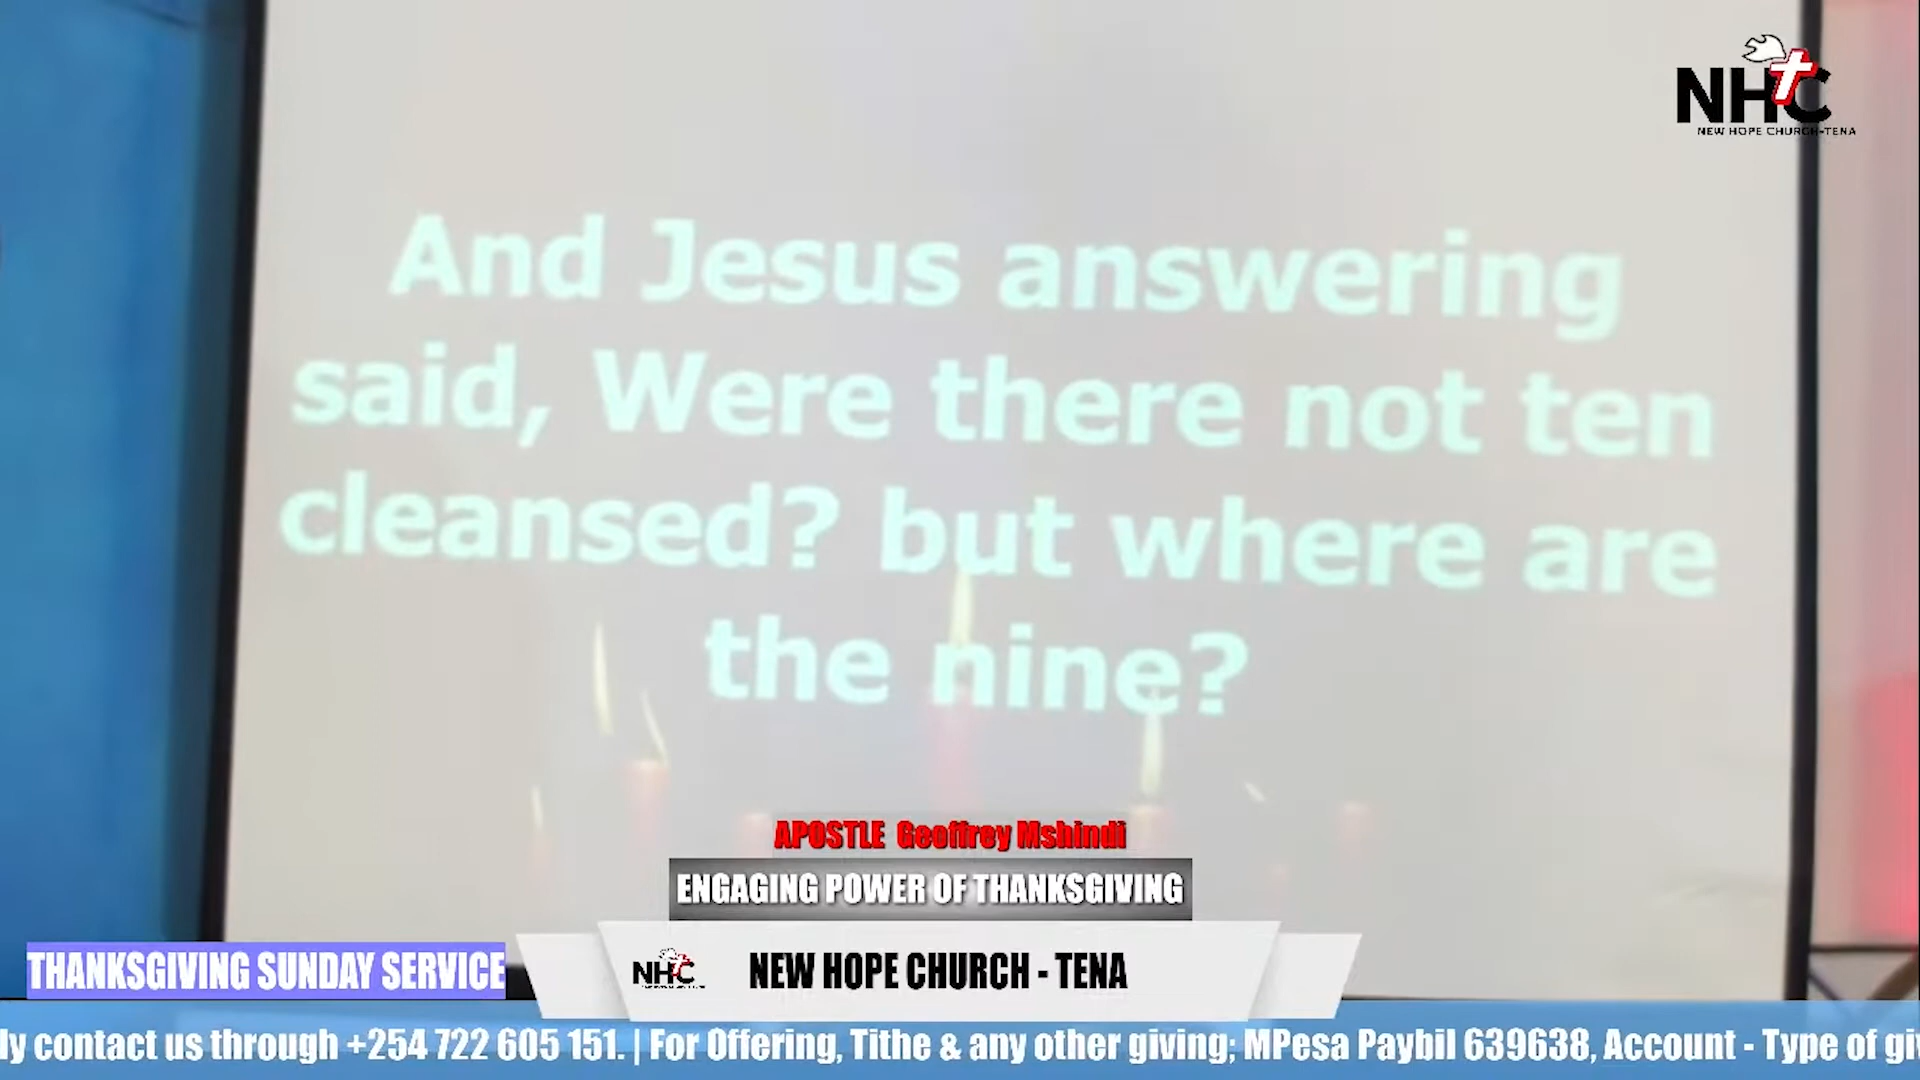 NHC
NEW HOPE CHURCH-TENA
And Jesus answering
said, Were there not ten
cleansed? but where are
the nine?
APOSTLE Geoffrey Mshindi
ENGAGING POWER OF THANKSGIVING
THANKSGIVING SUNDAY SERVICE
NHC
NEW HOPE CHURCH - TENA
ly contact us through +254 722 605 151. | For Offering, Tithe & any other giving; MPesa Paybil 639638, Account - Type of gi